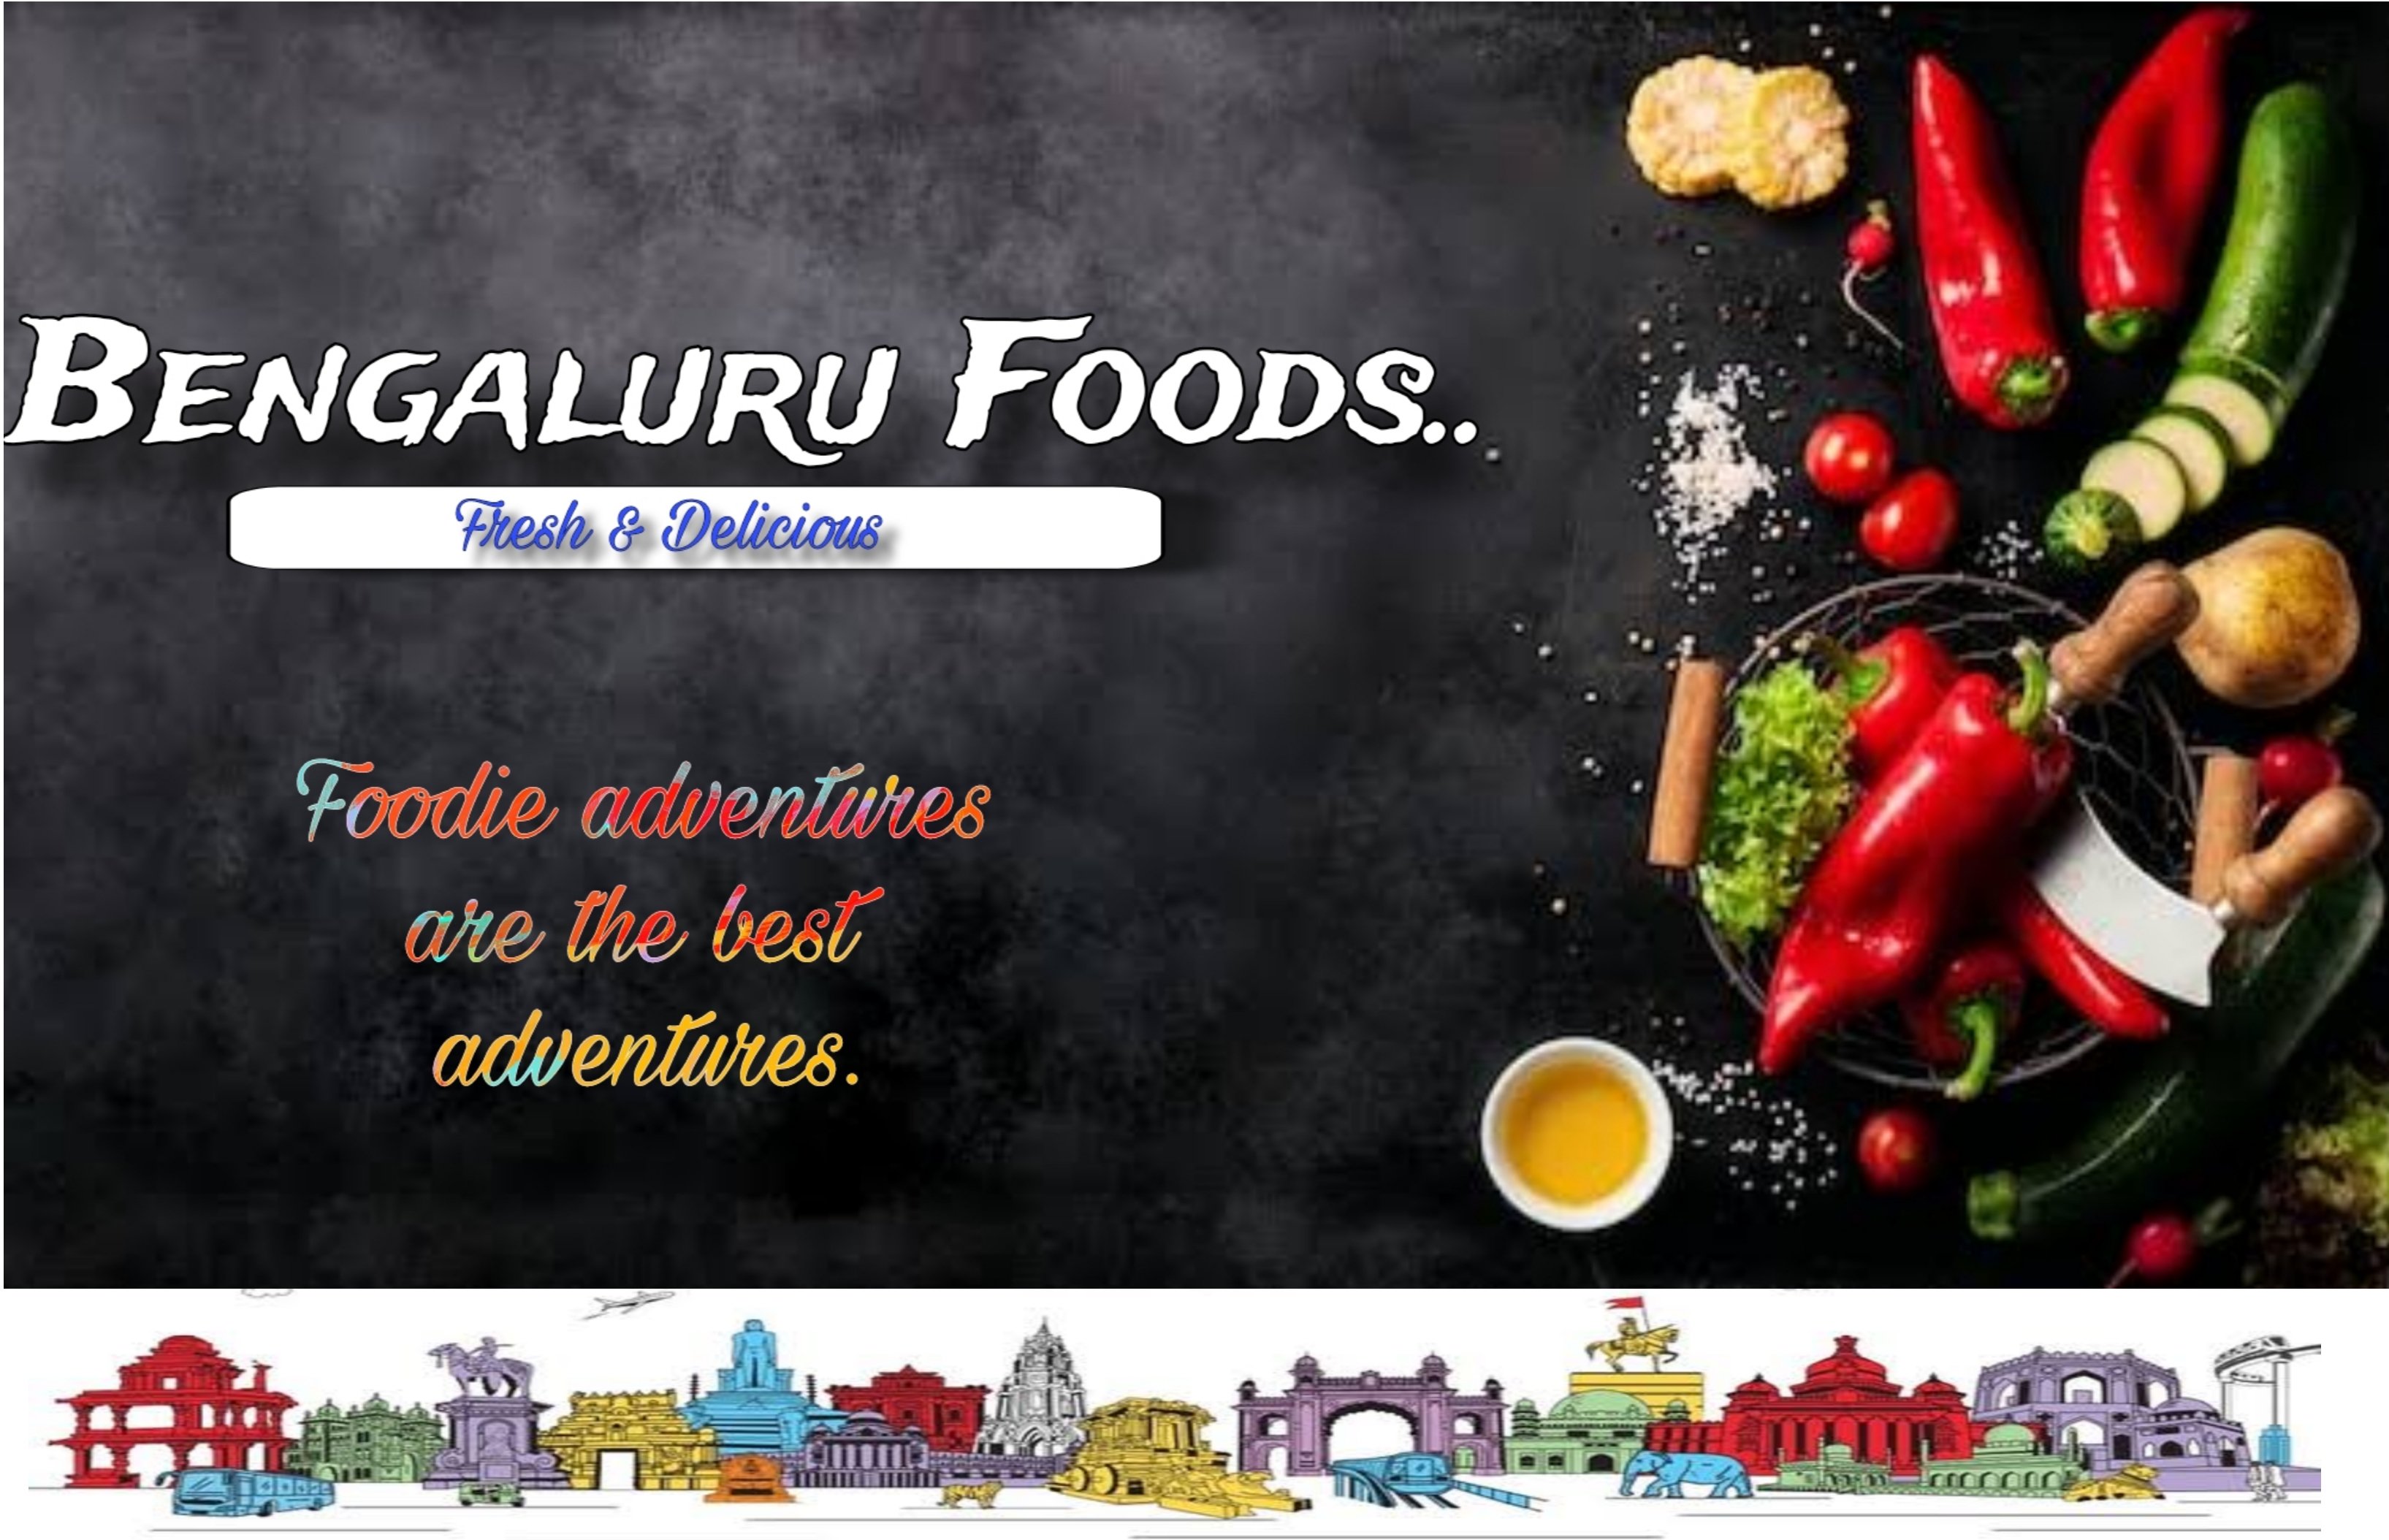 BENGALURU FOODS..
Fresh & Delicious
Foodie adventures
are the best
adventures.